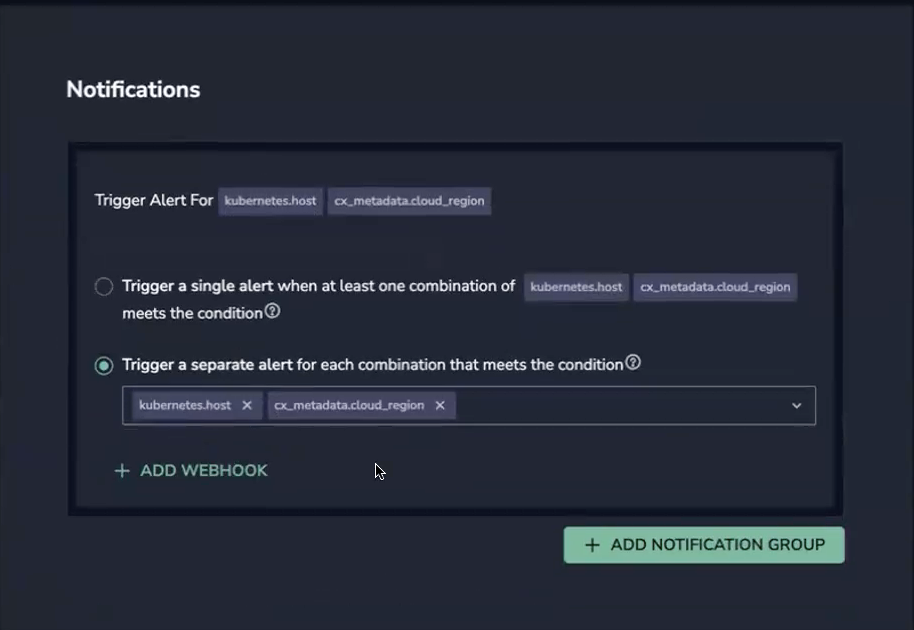 Notifications
Trigger Alert For kubernetes.host cx_metadata.cloud_region
Trigger a single alert when at least one combination of kubernetes.host cx_metadata.cloud_region
meets the condition
Trigger a separate alert for each combination that meets the condition
kubernetes.host cx_metadata.cloud_region
+ ADD WEBHOOK
+ ADD NOTIFICATION GROUP